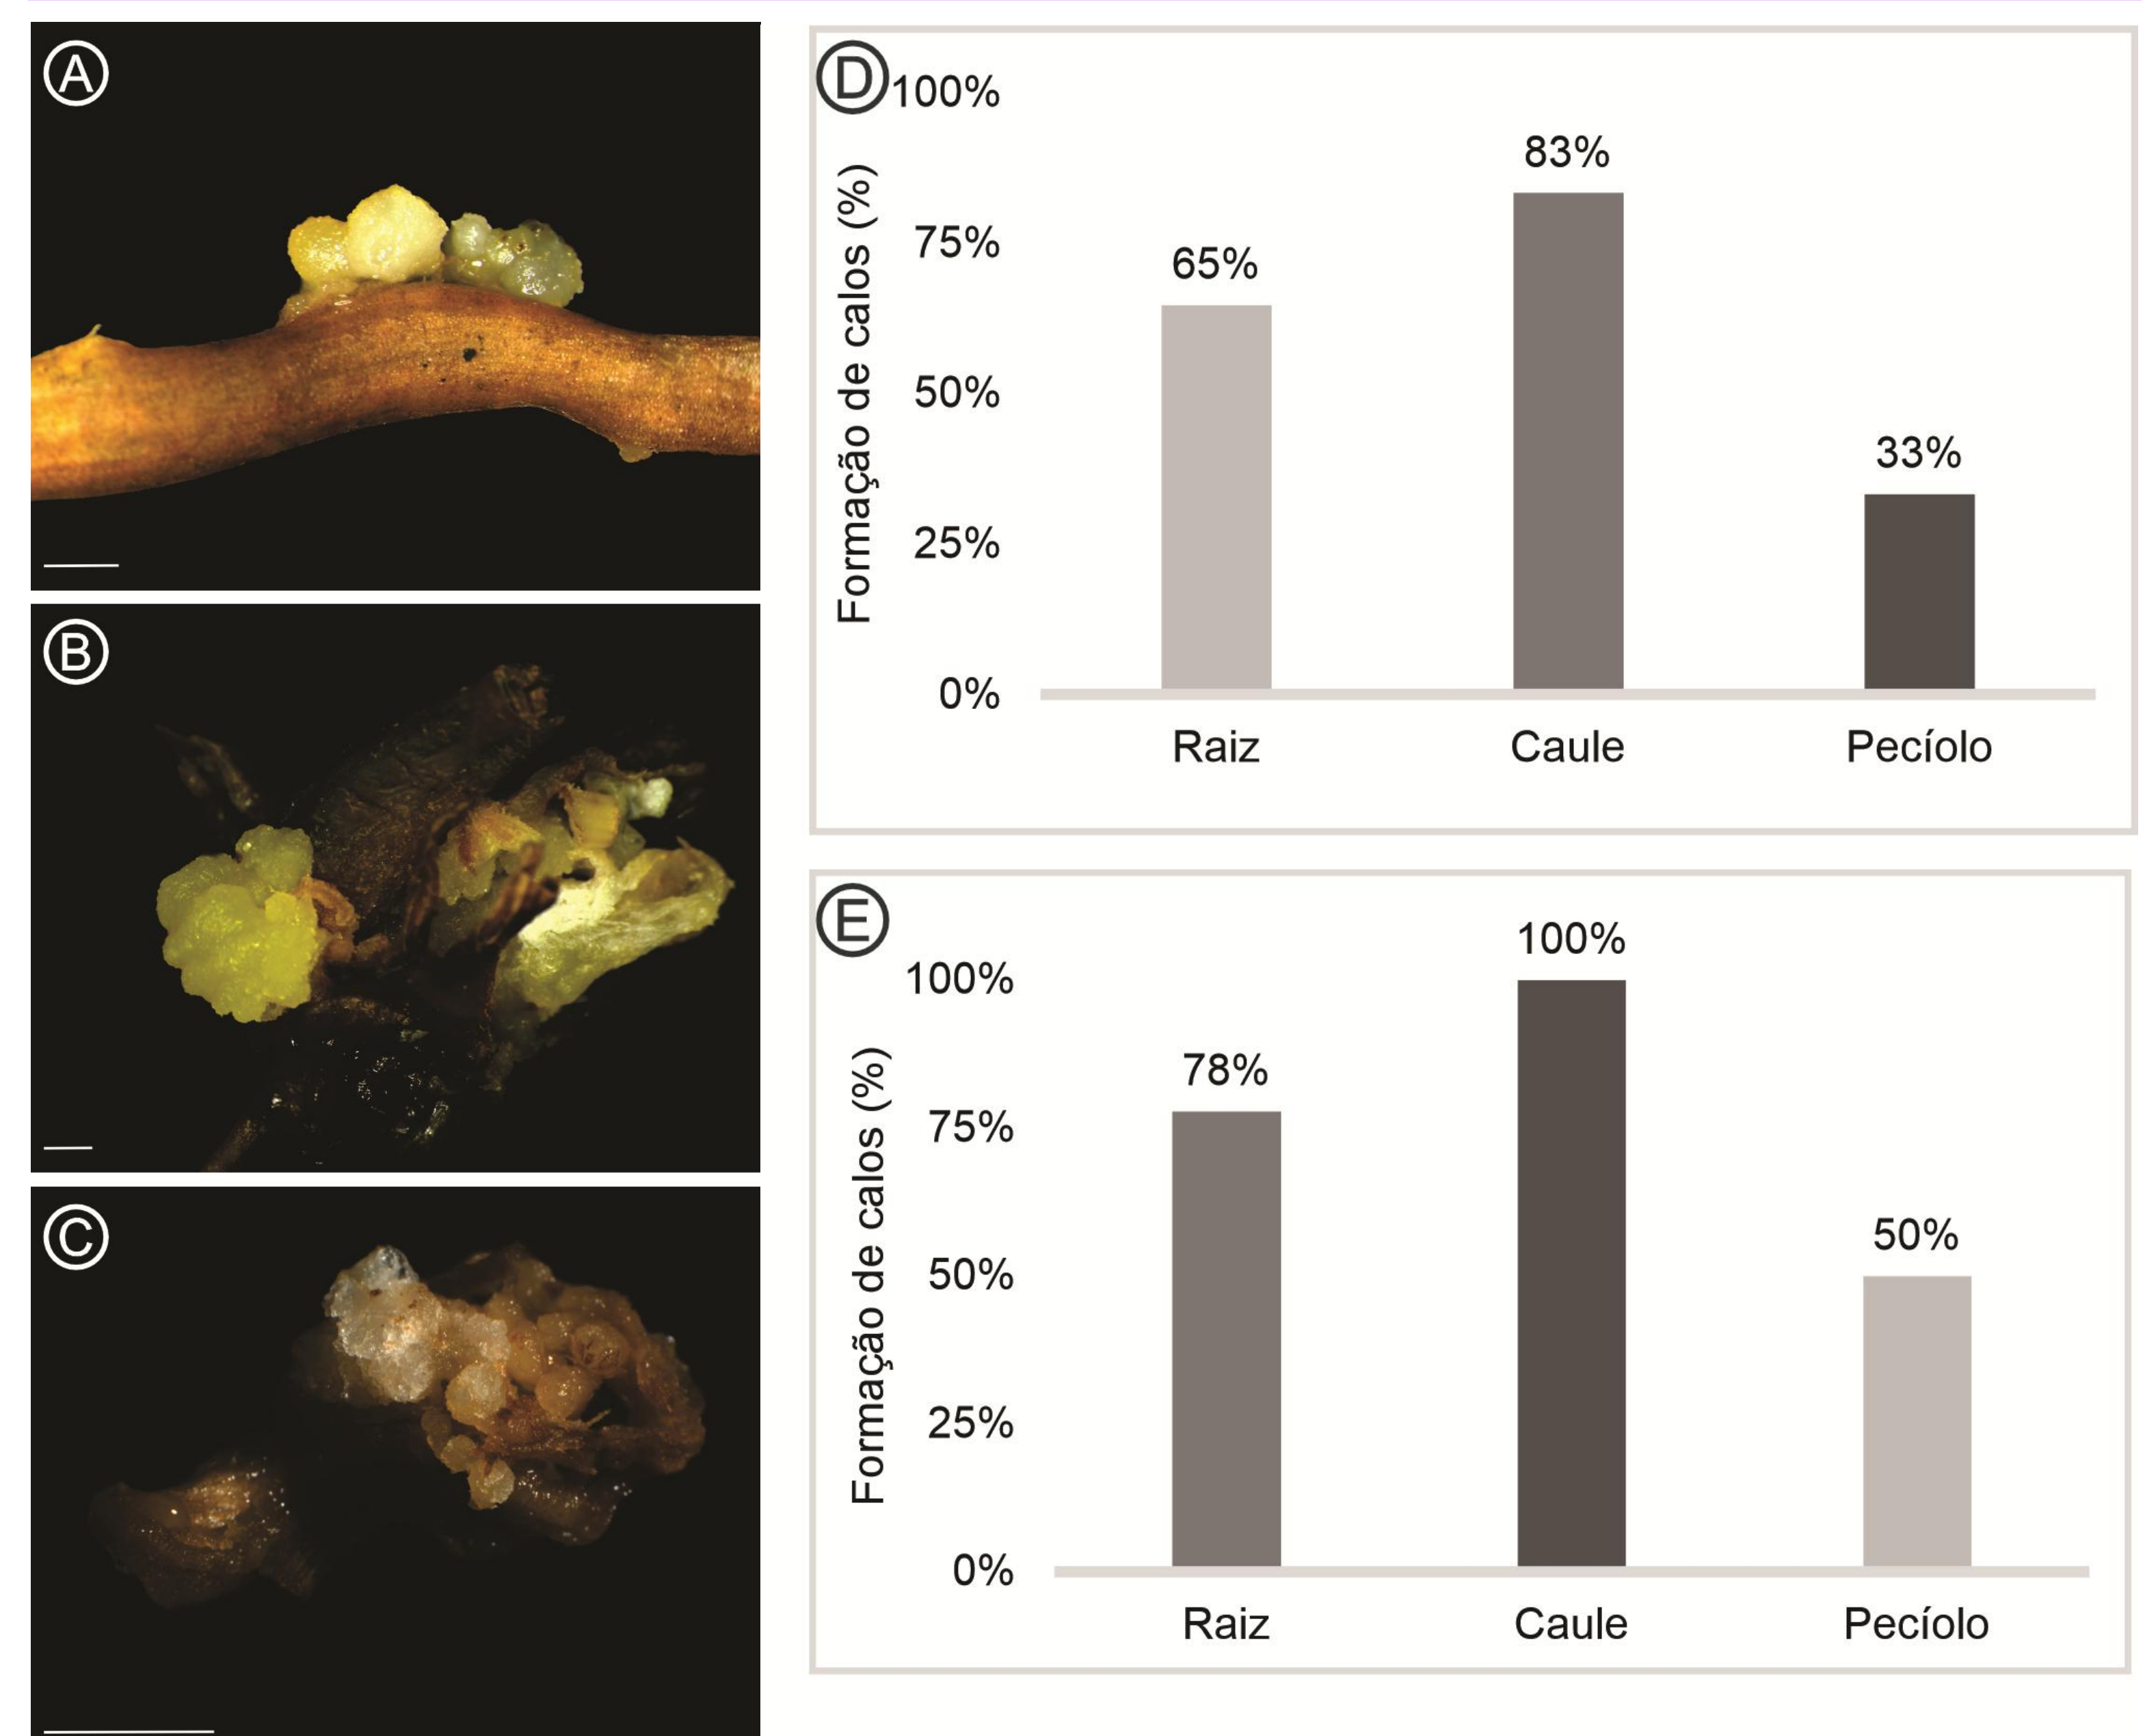 A
B
C
D
100%
75%
50%
25%
0%
Formação de calos (%)
65%
83%
33%
Raiz
Caule
Pecíolo
E
100%
75%
50%
25%
0%
Formação de calos (%)
78%
100%
50%
Raiz
Caule
Pecíolo